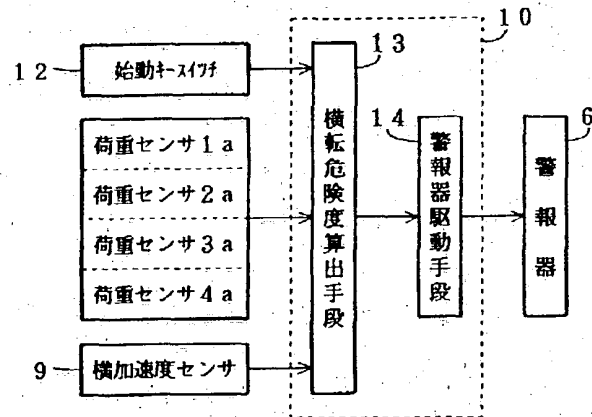 10
13
12
始動キースイッチ
14
6
荷重センサ1a
荷重センサ2a
荷重センサ3a
荷重センサ4a
横転危険度算出手段
警報器駆動手段
警報器
9
横加速度センサ